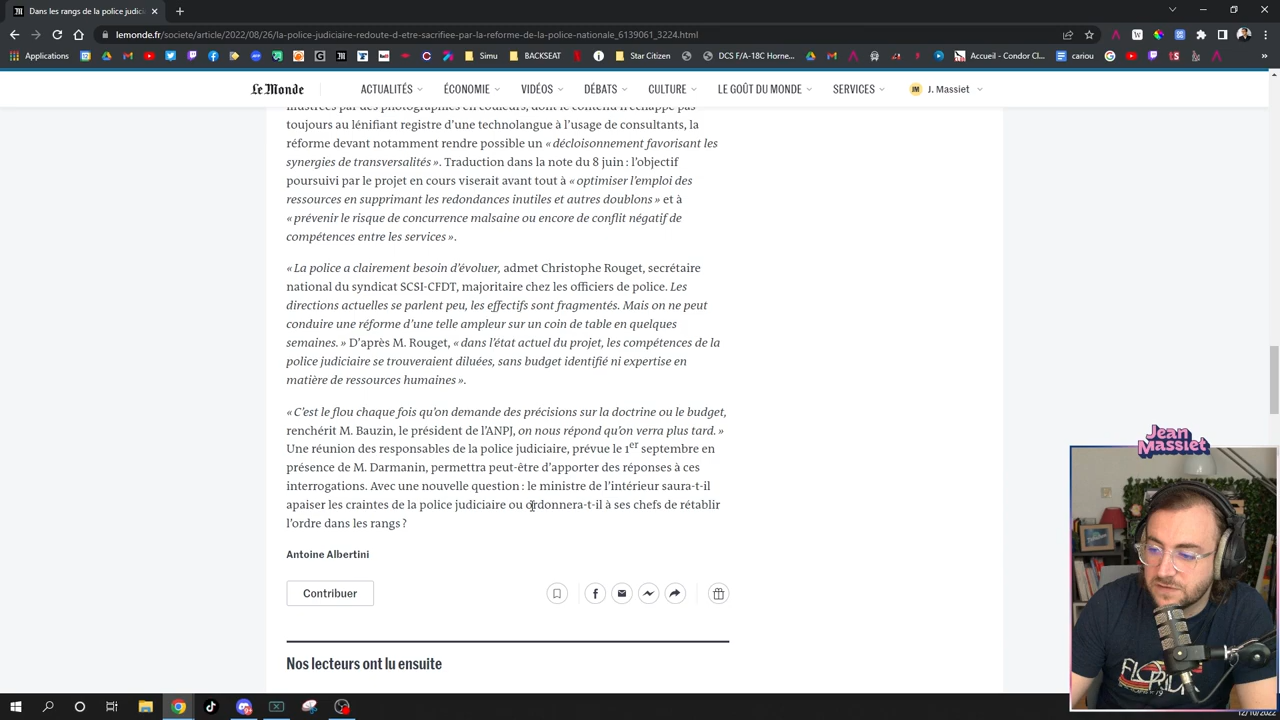 Dans les rangs de la police judic
lemonde.fr/societe/article/2022/08/26/la-police-judiciaire-redoute-d-etre-sacrifiee-par-la-reforme-de-la-police-nationale_6139061_3224.html
Applications
Simu
BACKSEAT
Star Citizen
DCS F/A-18C Horne...
Accueil - Condor Cl...
cariou
Le Monde
ACTUALITÉS
ÉCONOMIE
VIDÉOS
DÉBATS
CULTURE
LE GOÛT DU MONDE
SERVICES
JM J. Massiet
illustrées par des photographies en couleurs, dont le contenu n'échappe pas
toujours au lénifiant registre d'une technolangue à l'usage de consultants, la
réforme devant notamment rendre possible un « décloisonnement favorisant les
synergies de transversalités ». Traduction dans la note du 8 juin : l'objectif
poursuivi par le projet en cours viserait avant tout à « optimiser l'emploi des
ressources en supprimant les redondances inutiles et autres doublons » et à
« prévenir le risque de concurrence malsaine ou encore de conflit négatif de
compétences entre les services ».
« La police a clairement besoin d'évoluer, admet Christophe Rouget, secrétaire
national du syndicat SCSI-CFDT, majoritaire chez les officiers de police. Les
directions actuelles se parlent peu, les effectifs sont fragmentés. Mais on ne peut
conduire une réforme d'une telle ampleur sur un coin de table en quelques
semaines. » D'après M. Rouget, « dans l'état actuel du projet, les compétences de la
police judiciaire se trouveraient diluées, sans budget identifié ni expertise en
matière de ressources humaines ».
« C'est le flou chaque fois qu'on demande des précisions sur la doctrine ou le budget,
renchérit M. Bauzin, le président de l'ANPJ, on nous répond qu'on verra plus tard. »
Une réunion des responsables de la police judiciaire, prévue le 1er septembre en
présence de M. Darmanin, permettra peut-être d'apporter des réponses à ces
interrogations. Avec une nouvelle question : le ministre de l'intérieur saura-t-il
apaiser les craintes de la police judiciaire ou ordonnera-t-il à ses chefs de rétablir
l'ordre dans les rangs ?
Antoine Albertini
Contribuer
Nos lecteurs ont lu ensuite
Jean
Massiet
12/10/2022